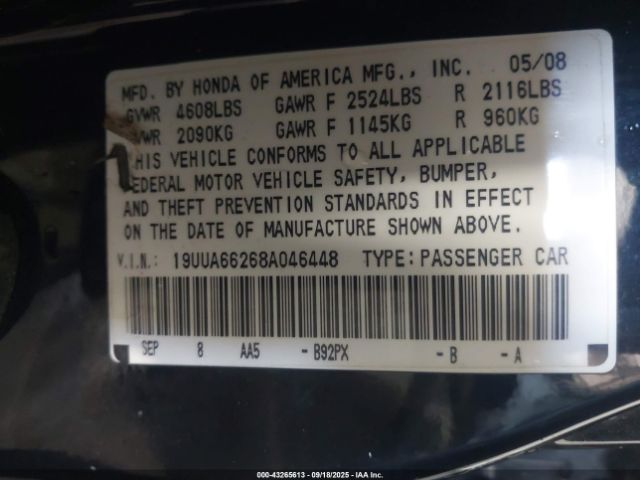 MFD. BY HONDA OF AMERICA MFG., INC. 05/08
GVWR 4608LBS GAWR F 2524LBS R 2116LBS
GVWR 2090KG GAWR F 1145KG R 960KG
THIS VEHICLE CONFORMS TO ALL APPLICABLE
FEDERAL MOTOR VEHICLE SAFETY, BUMPER,
AND THEFT PREVENTION STANDARDS IN EFFECT
ON THE DATE OF MANUFACTURE SHOWN ABOVE.
V.I.N.: 19UUA66268A046448 TYPE: PASSENGER CAR
SEP 8 AA5 - B92PX - B - A
000-43265613 - 09/18/2025 - IAA Inc.